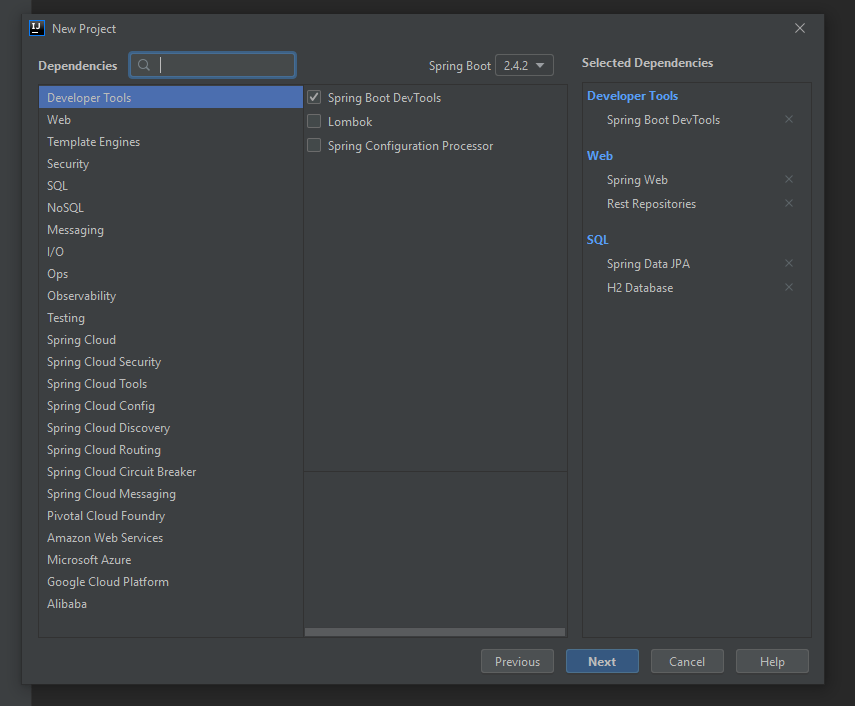 IJ New Project
Dependencies
Spring Boot 2.4.2
Selected Dependencies
Developer Tools
Web
Template Engines
Security
SQL
NoSQL
Messaging
I/O
Ops
Observability
Testing
Spring Cloud
Spring Cloud Security
Spring Cloud Tools
Spring Cloud Config
Spring Cloud Discovery
Spring Cloud Routing
Spring Cloud Circuit Breaker
Spring Cloud Messaging
Pivotal Cloud Foundry
Amazon Web Services
Microsoft Azure
Google Cloud Platform
Alibaba
Spring Boot DevTools
Lombok
Spring Configuration Processor
Developer Tools
Spring Boot DevTools
Web
Spring Web
Rest Repositories
SQL
Spring Data JPA
H2 Database
Previous
Next
Cancel
Help